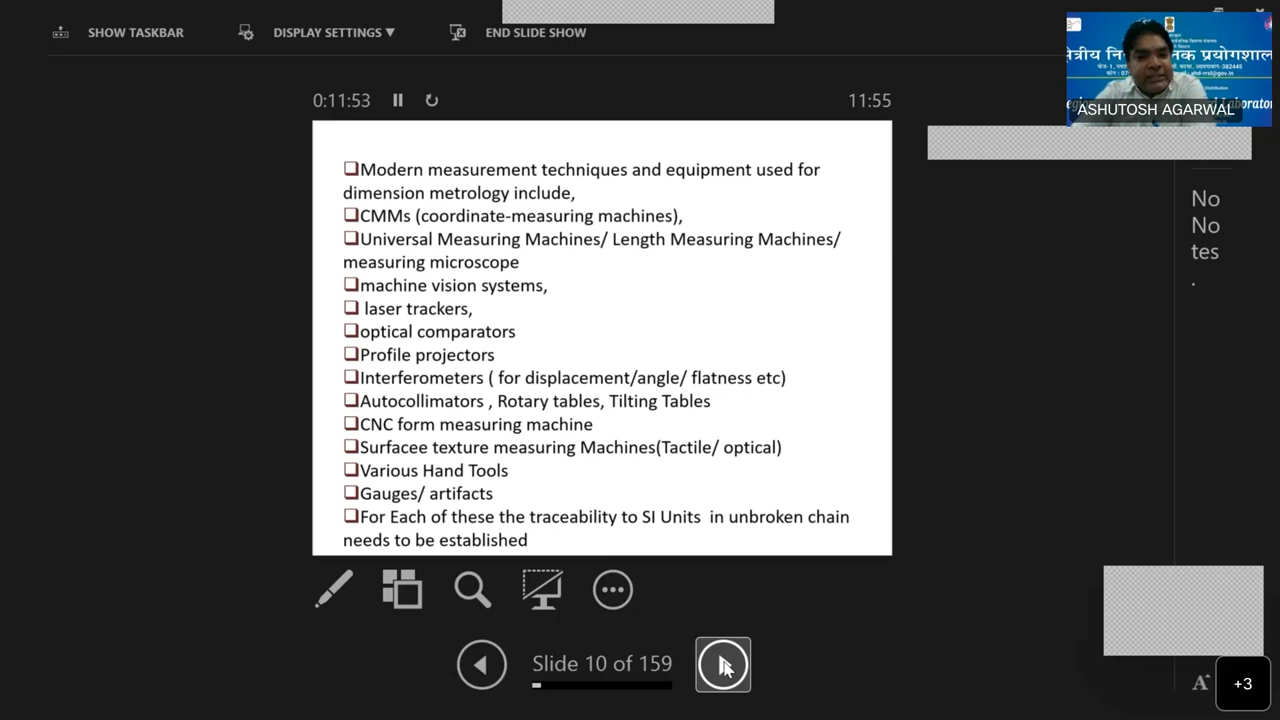 SHOW TASKBAR
DISPLAY SETTINGS ▼
END SLIDE SHOW
0:11:53
11:55
❑Modern measurement techniques and equipment used for
dimension metrology include,
❑CMMs (coordinate-measuring machines),
❑Universal Measuring Machines/ Length Measuring Machines/
measuring microscope
❑machine vision systems,
❑ laser trackers,
❑optical comparators
❑Profile projectors
❑Interferometers ( for displacement/angle/ flatness etc)
❑Autocollimators , Rotary tables, Tilting Tables
❑CNC form measuring machine
❑Surfacee texture measuring Machines(Tactile/ optical)
❑Various Hand Tools
❑Gauges/ artifacts
❑For Each of these the traceability to SI Units in unbroken chain
needs to be established
Slide 10 of 159
ASHUTOSH AGARWAL
No
No
tes
.
A
+3